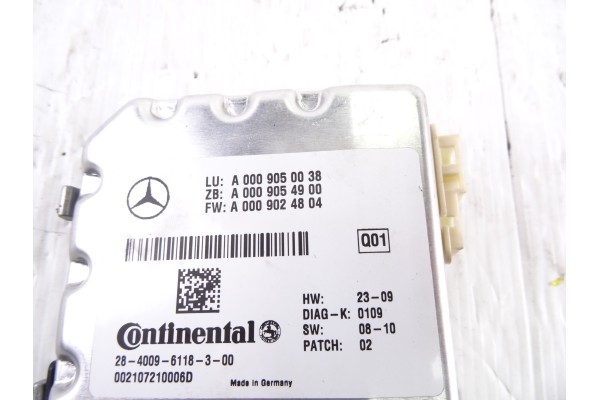 LU: A 000 905 00 38
ZB: A 000 905 49 00
FW: A 000 902 48 04
Q01
HW: 23-09
DIAG-K: 0109
SW: 08-10
PATCH: 02
Continental
28-4009-6118-3-00
002107210006D
Made in Germany